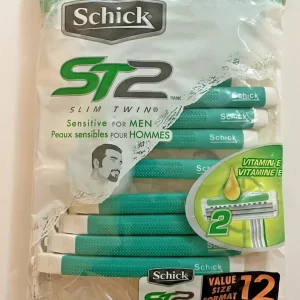 Schick
ST2
SLIM TWIN®
Sensitive FOR MEN
Peaux sensibles POUR HOMMES
Schick
Schick
Schick
Schick
VITAMIN E
VITAMINE E
2
Schick
ST2
VALUE
SIZE
FORMAT
12